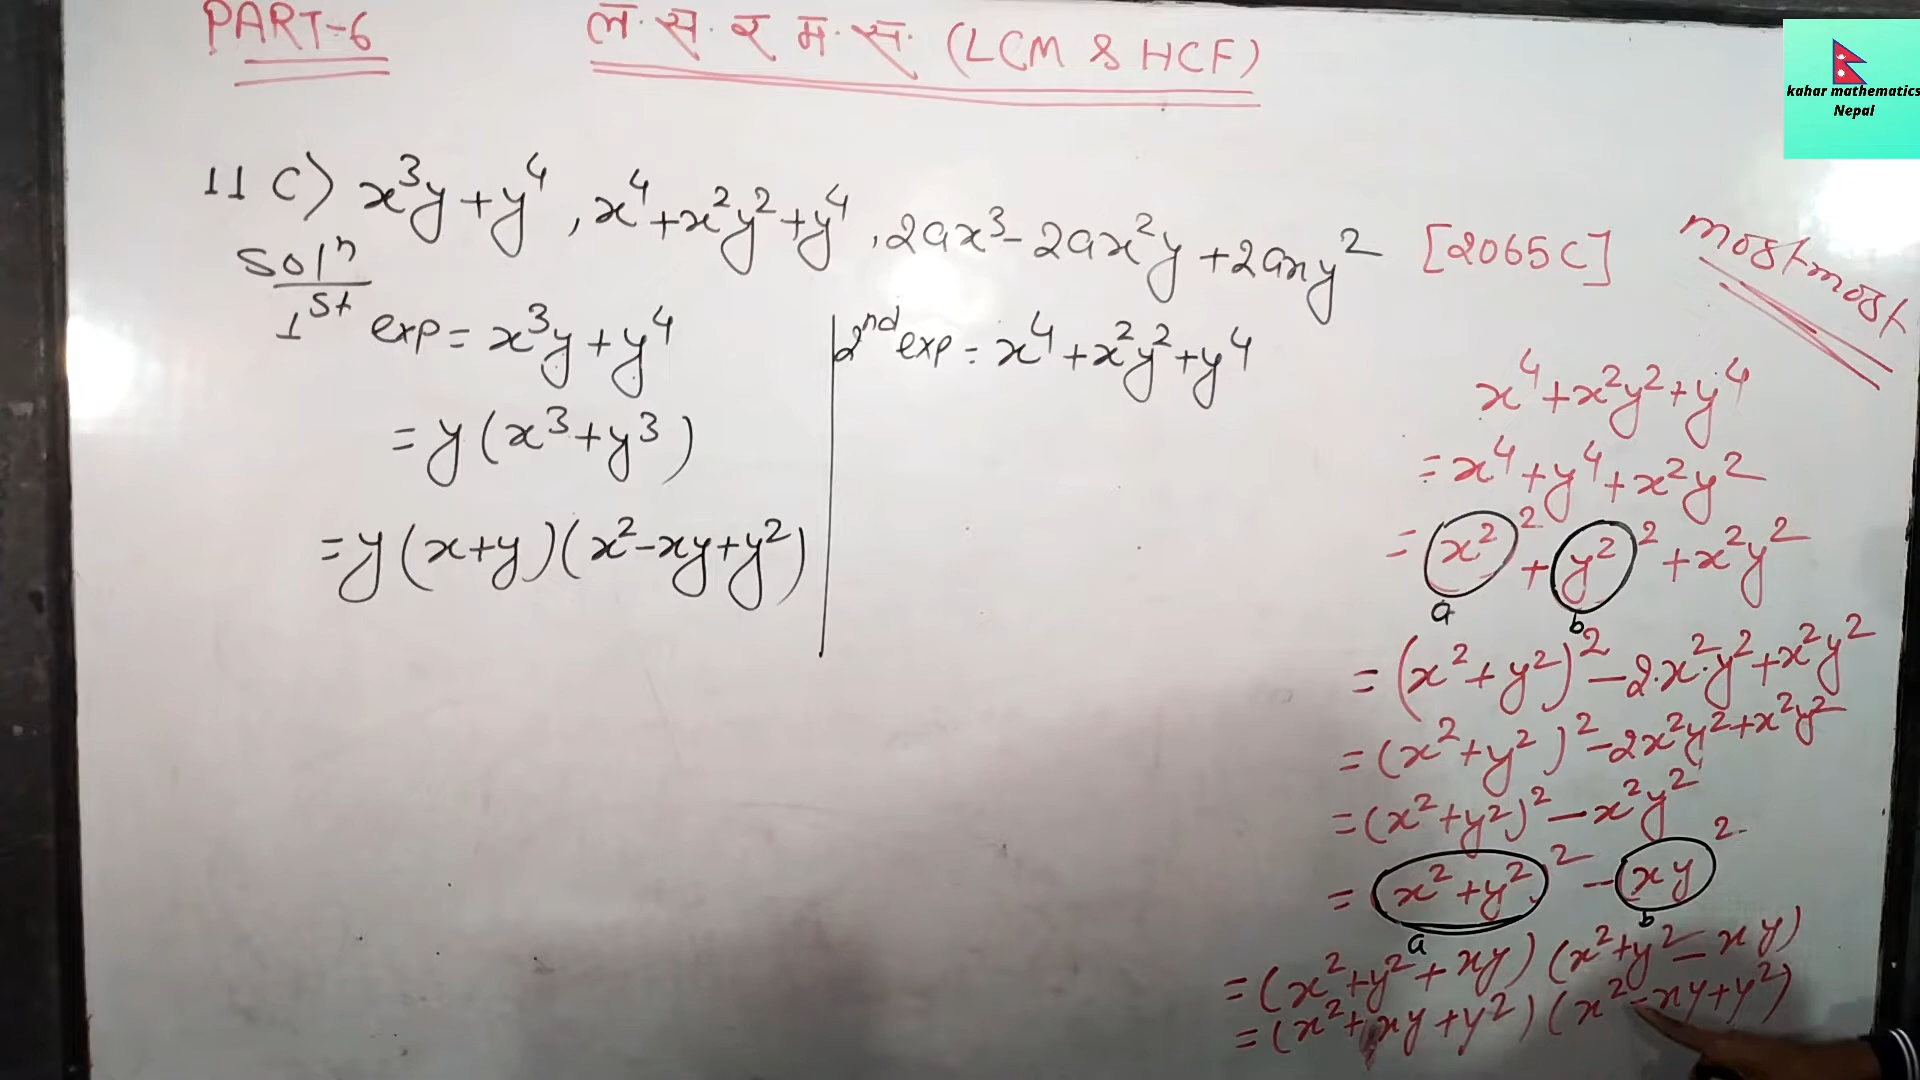 PART-6
ल.स. र म.स. (LCM & HCF)
kahar mathematics
Nepal
11 C) x³y+y⁴, x⁴+x²y²+y⁴, 2ax³-2ax²y+2axy² [2065C]
most most
Solⁿ
1st exp = x³y+y⁴
= y(x³+y³)
= y(x+y)(x²-xy+y²)
2nd exp = x⁴+x²y²+y⁴
x⁴+x²y²+y⁴
= x⁴+y⁴+x²y²
= (x²)²+(y²)²+x²y²
a b
= (x²+y²)²-2.x².y²+x²y²
= (x²+y²)²-2x²y²+x²y²
= (x²+y²)²-x²y²
= (x²+y²)²-(xy)²
a b
= (x²+y²+xy)(x²+y²-xy)
= (x²+xy+y²)(x²-xy+y²)